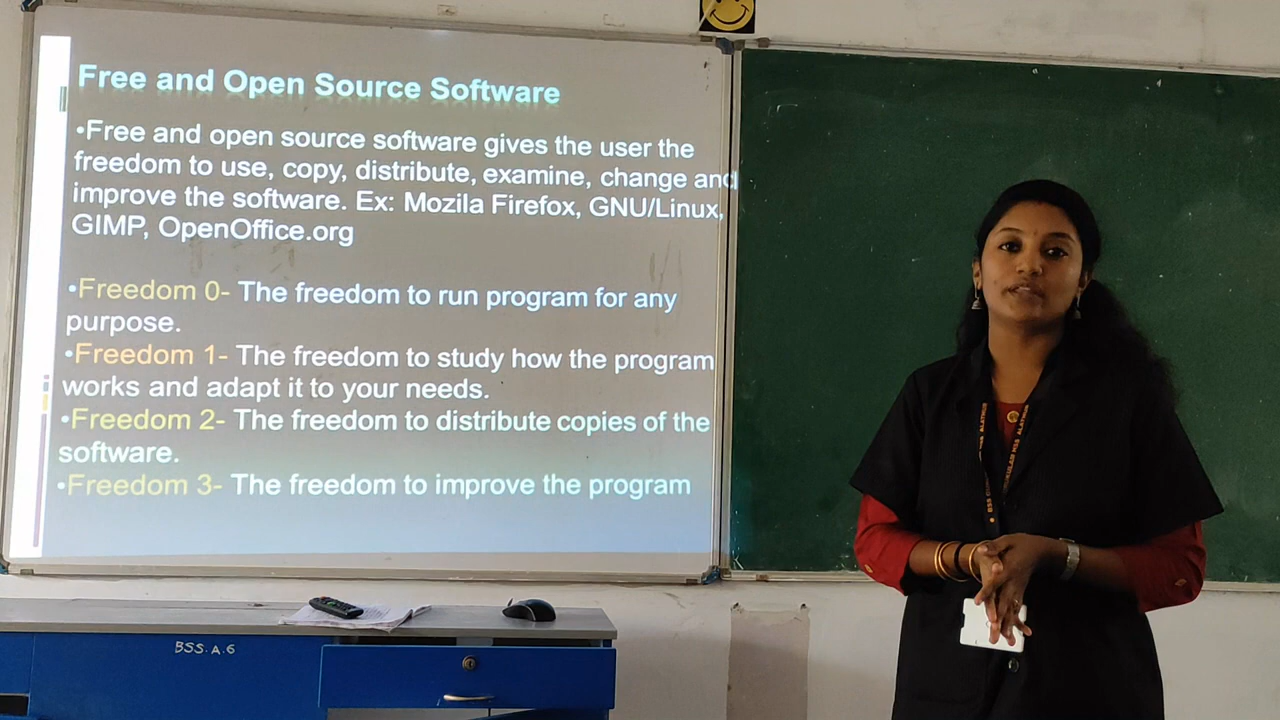 Free and Open Source Software
•Free and open source software gives the user the
freedom to use, copy, distribute, examine, change and
improve the software. Ex: Mozila Firefox, GNU/Linux,
GIMP, OpenOffice.org
•Freedom 0- The freedom to run program for any
purpose.
•Freedom 1- The freedom to study how the program
works and adapt it to your needs.
•Freedom 2- The freedom to distribute copies of the
software.
•Freedom 3- The freedom to improve the program
BSS.A.6
BSS
HSS ALATHUR